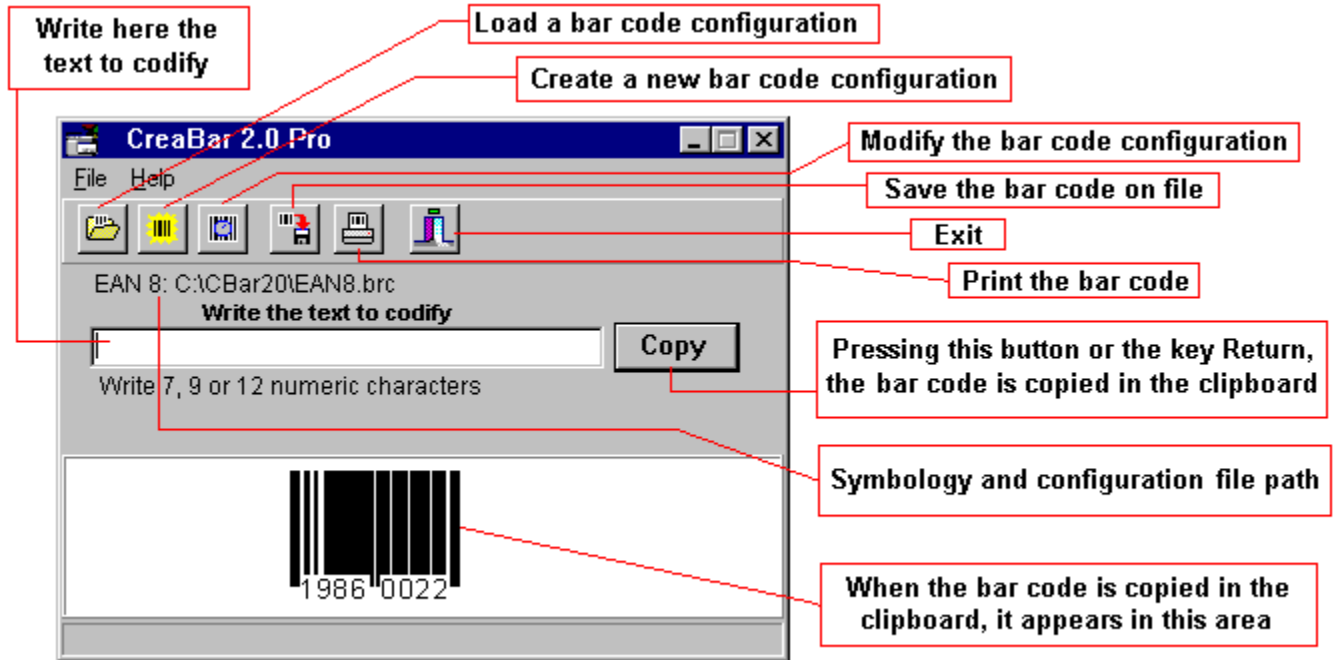 Write here the
text to codify
Load a bar code configuration
Create a new bar code configuration
CreaBar 2.0 Pro
Modify the bar code configuration
File Help
Save the bar code on file
Exit
Print the bar code
EAN 8: C:\CBar20\EAN8.brc
Write the text to codify
Copy
Write 7, 9 or 12 numeric characters
Pressing this button or the key Return,
the bar code is copied in the clipboard
Symbology and configuration file path
1986 0022
When the bar code is copied in the
clipboard, it appears in this area